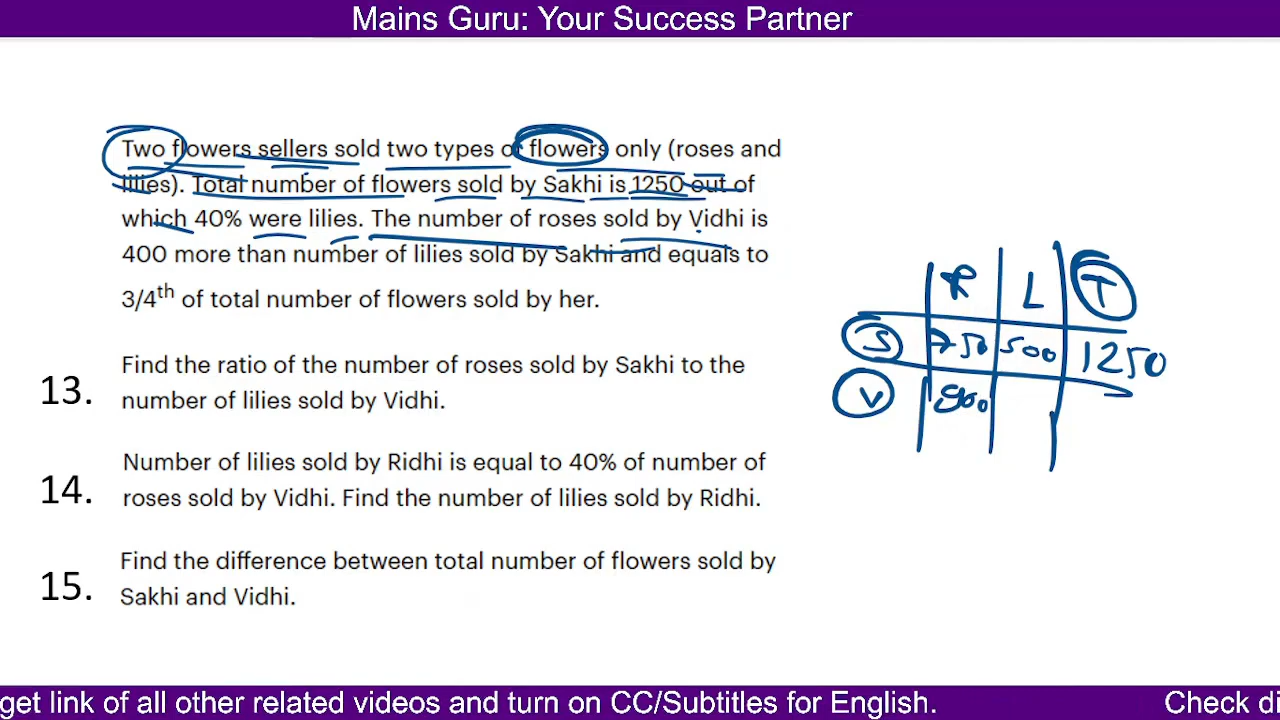 Mains Guru: Your Success Partner
Two flowers sellers sold two types of flowers only (roses and
lilies). Total number of flowers sold by Sakhi is 1250 out of
which 40% were lilies. The number of roses sold by Vidhi is
400 more than number of lilies sold by Sakhi and equals to
3/4th of total number of flowers sold by her.
R L T
S 750 500 1250
V 900
13. Find the ratio of the number of roses sold by Sakhi to the
number of lilies sold by Vidhi.
14. Number of lilies sold by Ridhi is equal to 40% of number of
roses sold by Vidhi. Find the number of lilies sold by Ridhi.
15. Find the difference between total number of flowers sold by
Sakhi and Vidhi.
get link of all other related videos and turn on CC/Subtitles for English. Check di